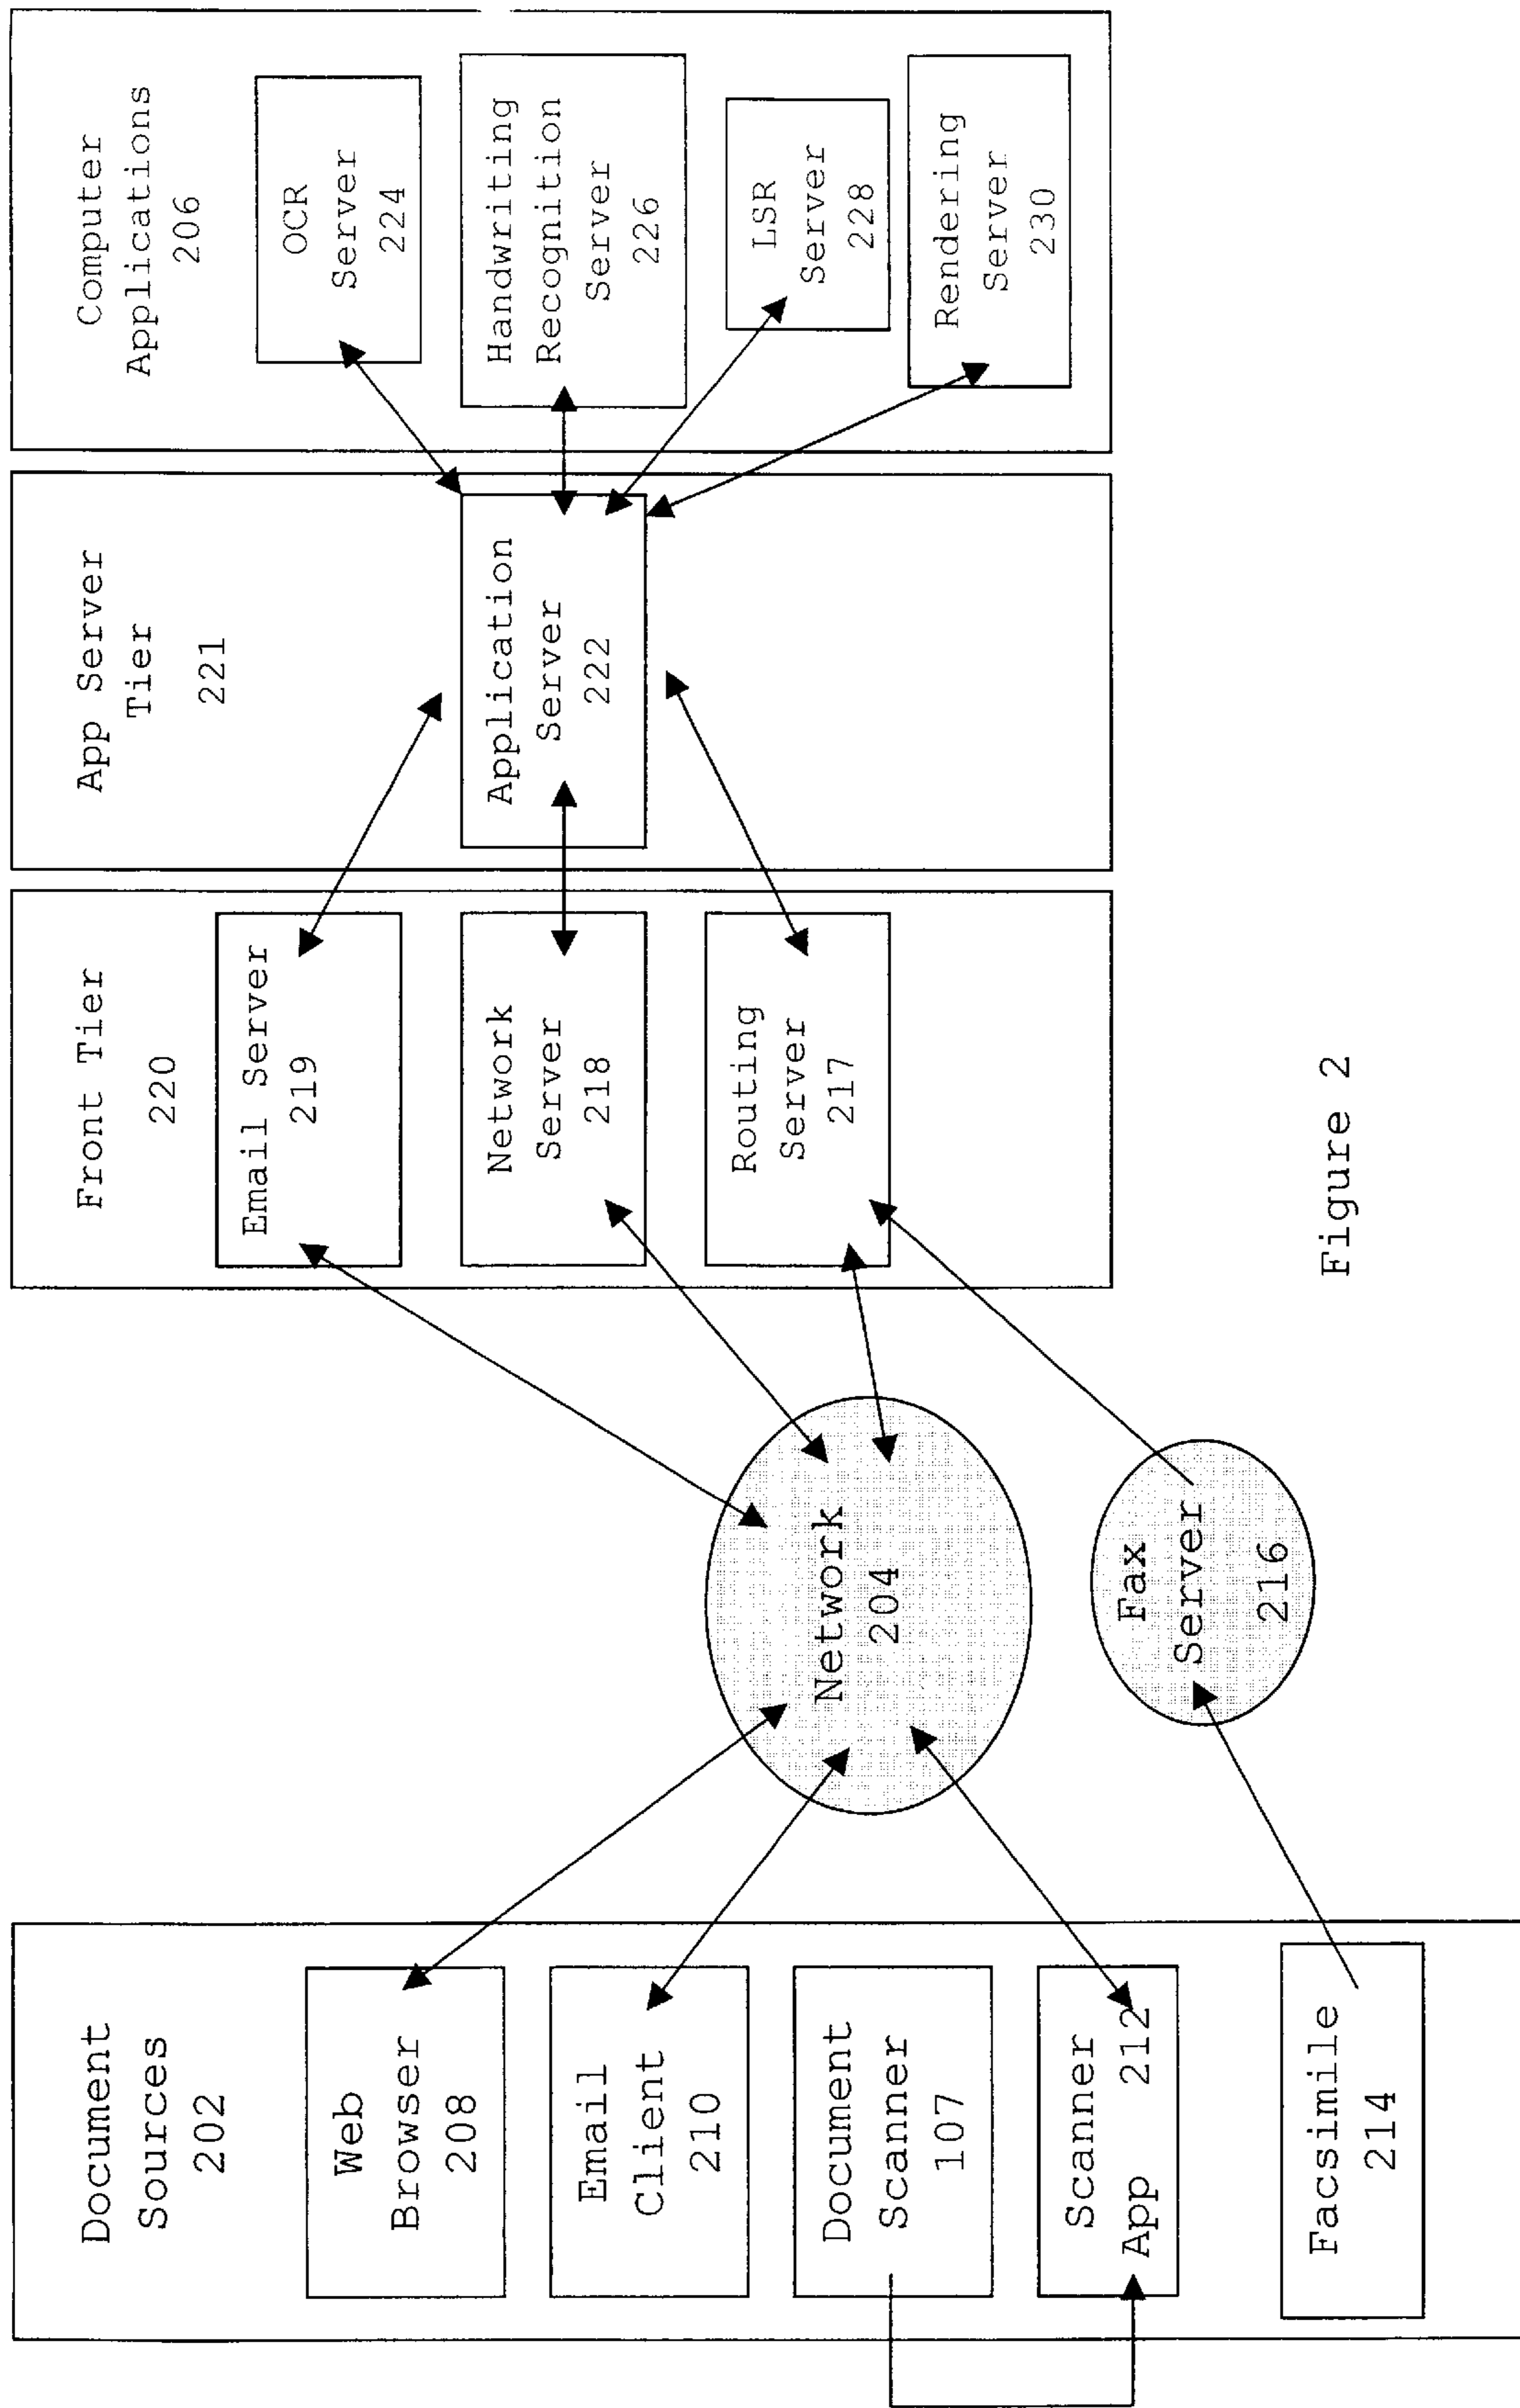 Document
Sources
202
Web
Browser
208
Email
Client
210
Document
Scanner
107
Scanner
App 212
Facsimile
214
Network
204
Fax
Server
216
Front Tier
220
Email Server
219
Network
Server
218
Routing
Server
217
App Server
Tier
221
Application
Server
222
Computer
Applications
206
OCR
Server
224
Handwriting
Recognition
Server
226
LSR
Server
228
Rendering
Server
230
Figure 2